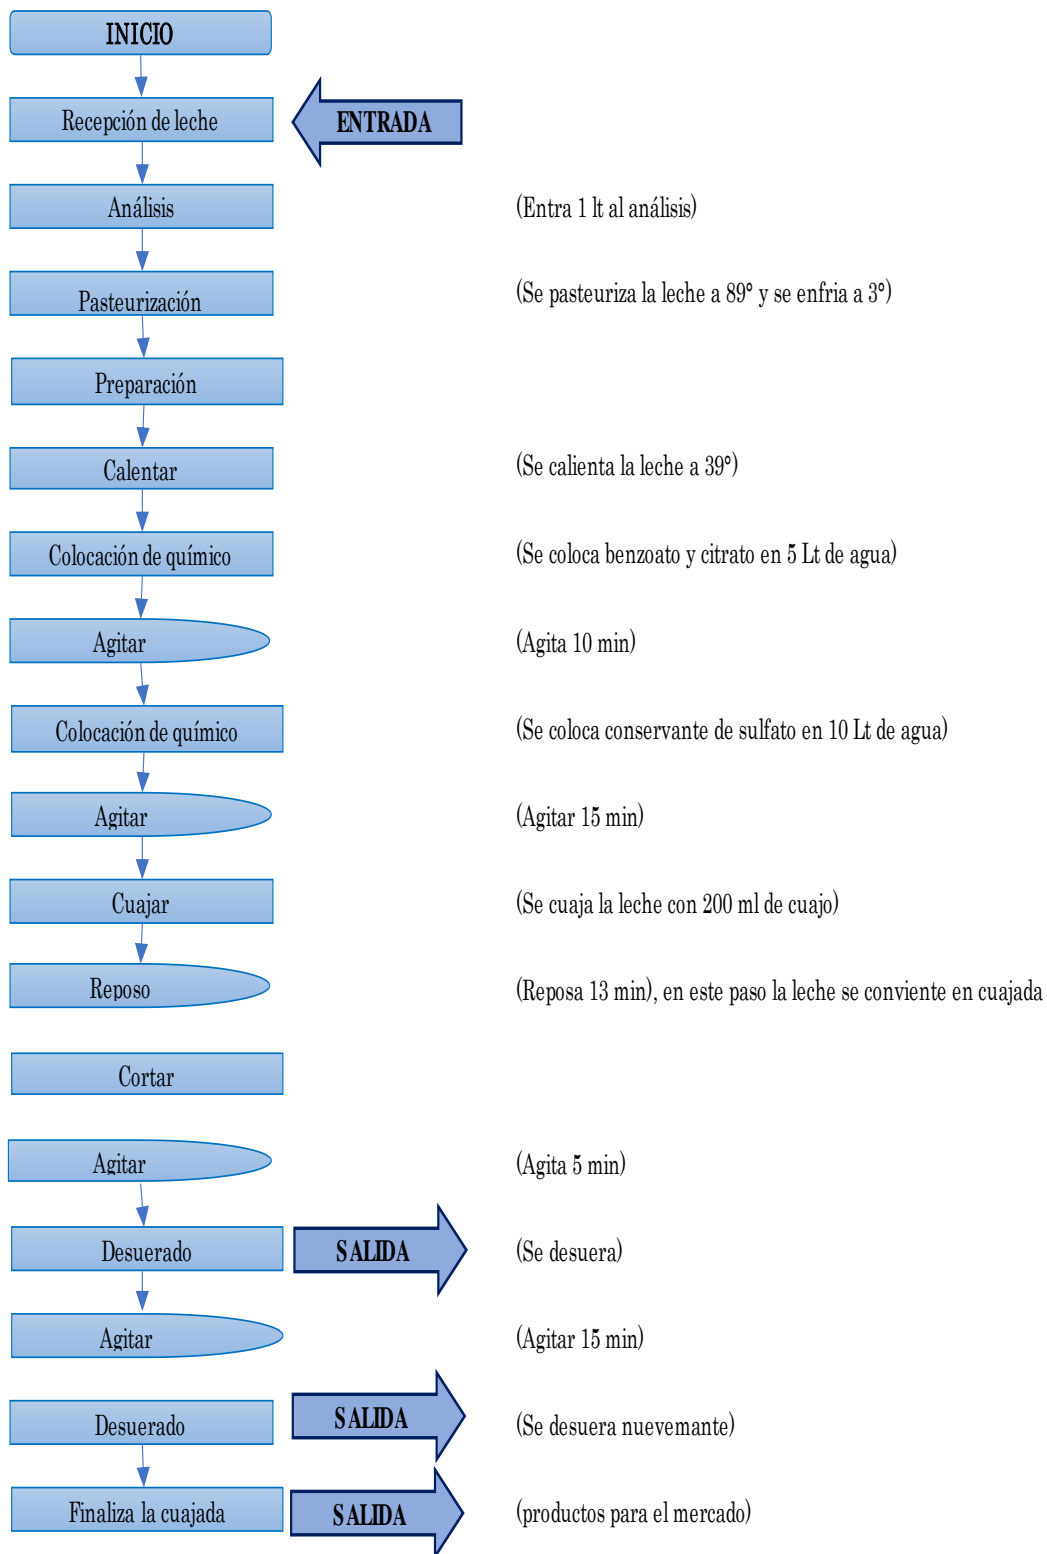 INICIO
Recepción de leche
ENTRADA
Análisis
(Entra 1 lt al análisis)
Pasteurización
(Se pasteuriza la leche a 89° y se enfria a 3°)
Preparación
Calentar
(Se calienta la leche a 39°)
Colocación de químico
(Se coloca benzoato y citrato en 5 Lt de agua)
Agitar
(Agita 10 min)
Colocación de químico
(Se coloca conservante de sulfato en 10 Lt de agua)
Agitar
(Agitar 15 min)
Cuajar
(Se cuaja la leche con 200 ml de cuajo)
Reposo
(Reposa 13 min), en este paso la leche se conviente en cuajada
Cortar
Agitar
(Agita 5 min)
Desuerado
SALIDA
(Se desuera)
Agitar
(Agitar 15 min)
Desuerado
SALIDA
(Se desuera nuevemante)
Finaliza la cuajada
SALIDA
(productos para el mercado)